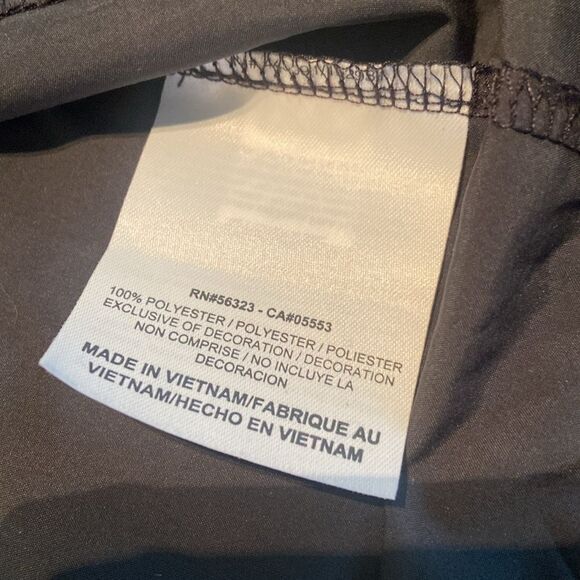 RN#56323 - CA#05553
100% POLYESTER / POLYESTER / POLIESTER
EXCLUSIVE OF DECORATION / DECORATION
NON COMPRISE / NO INCLUYE LA
DECORACION
MADE IN VIETNAM/FABRIQUE AU
VIETNAM/HECHO EN VIETNAM